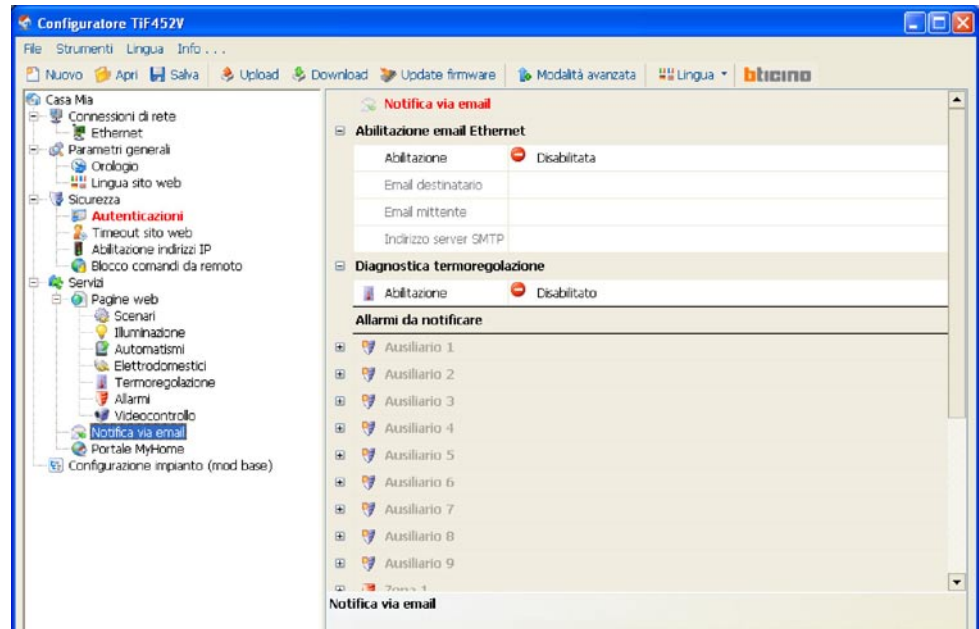 Configuratore TiF452V
File Strumenti Lingua Info . . .
Nuovo Apri Salva Upload Download Update firmware Modalità avanzata Lingua bticino
Casa Mia
Connessioni di rete
Ethernet
Parametri generali
Orologio
Lingua sito web
Sicurezza
Autenticazioni
Timeout sito web
Abilitazione indirizzi IP
Blocco comandi da remoto
Servizi
Pagine web
Scenari
Illuminazione
Automatismi
Elettrodomestici
Termoregolazione
Allarmi
Videocontrollo
Notifica via email
Portale MyHome
Configurazione impianto (mod base)
Notifica via email
Abilitazione email Ethernet
Abilitazione Disabilitata
Email destinatario
Email mittente
Indirizzo server SMTP
Diagnostica termoregolazione
Abilitazione Disabilitato
Allarmi da notificare
Ausiliario 1
Ausiliario 2
Ausiliario 3
Ausiliario 4
Ausiliario 5
Ausiliario 6
Ausiliario 7
Ausiliario 8
Ausiliario 9
Zona 1
Notifica via email